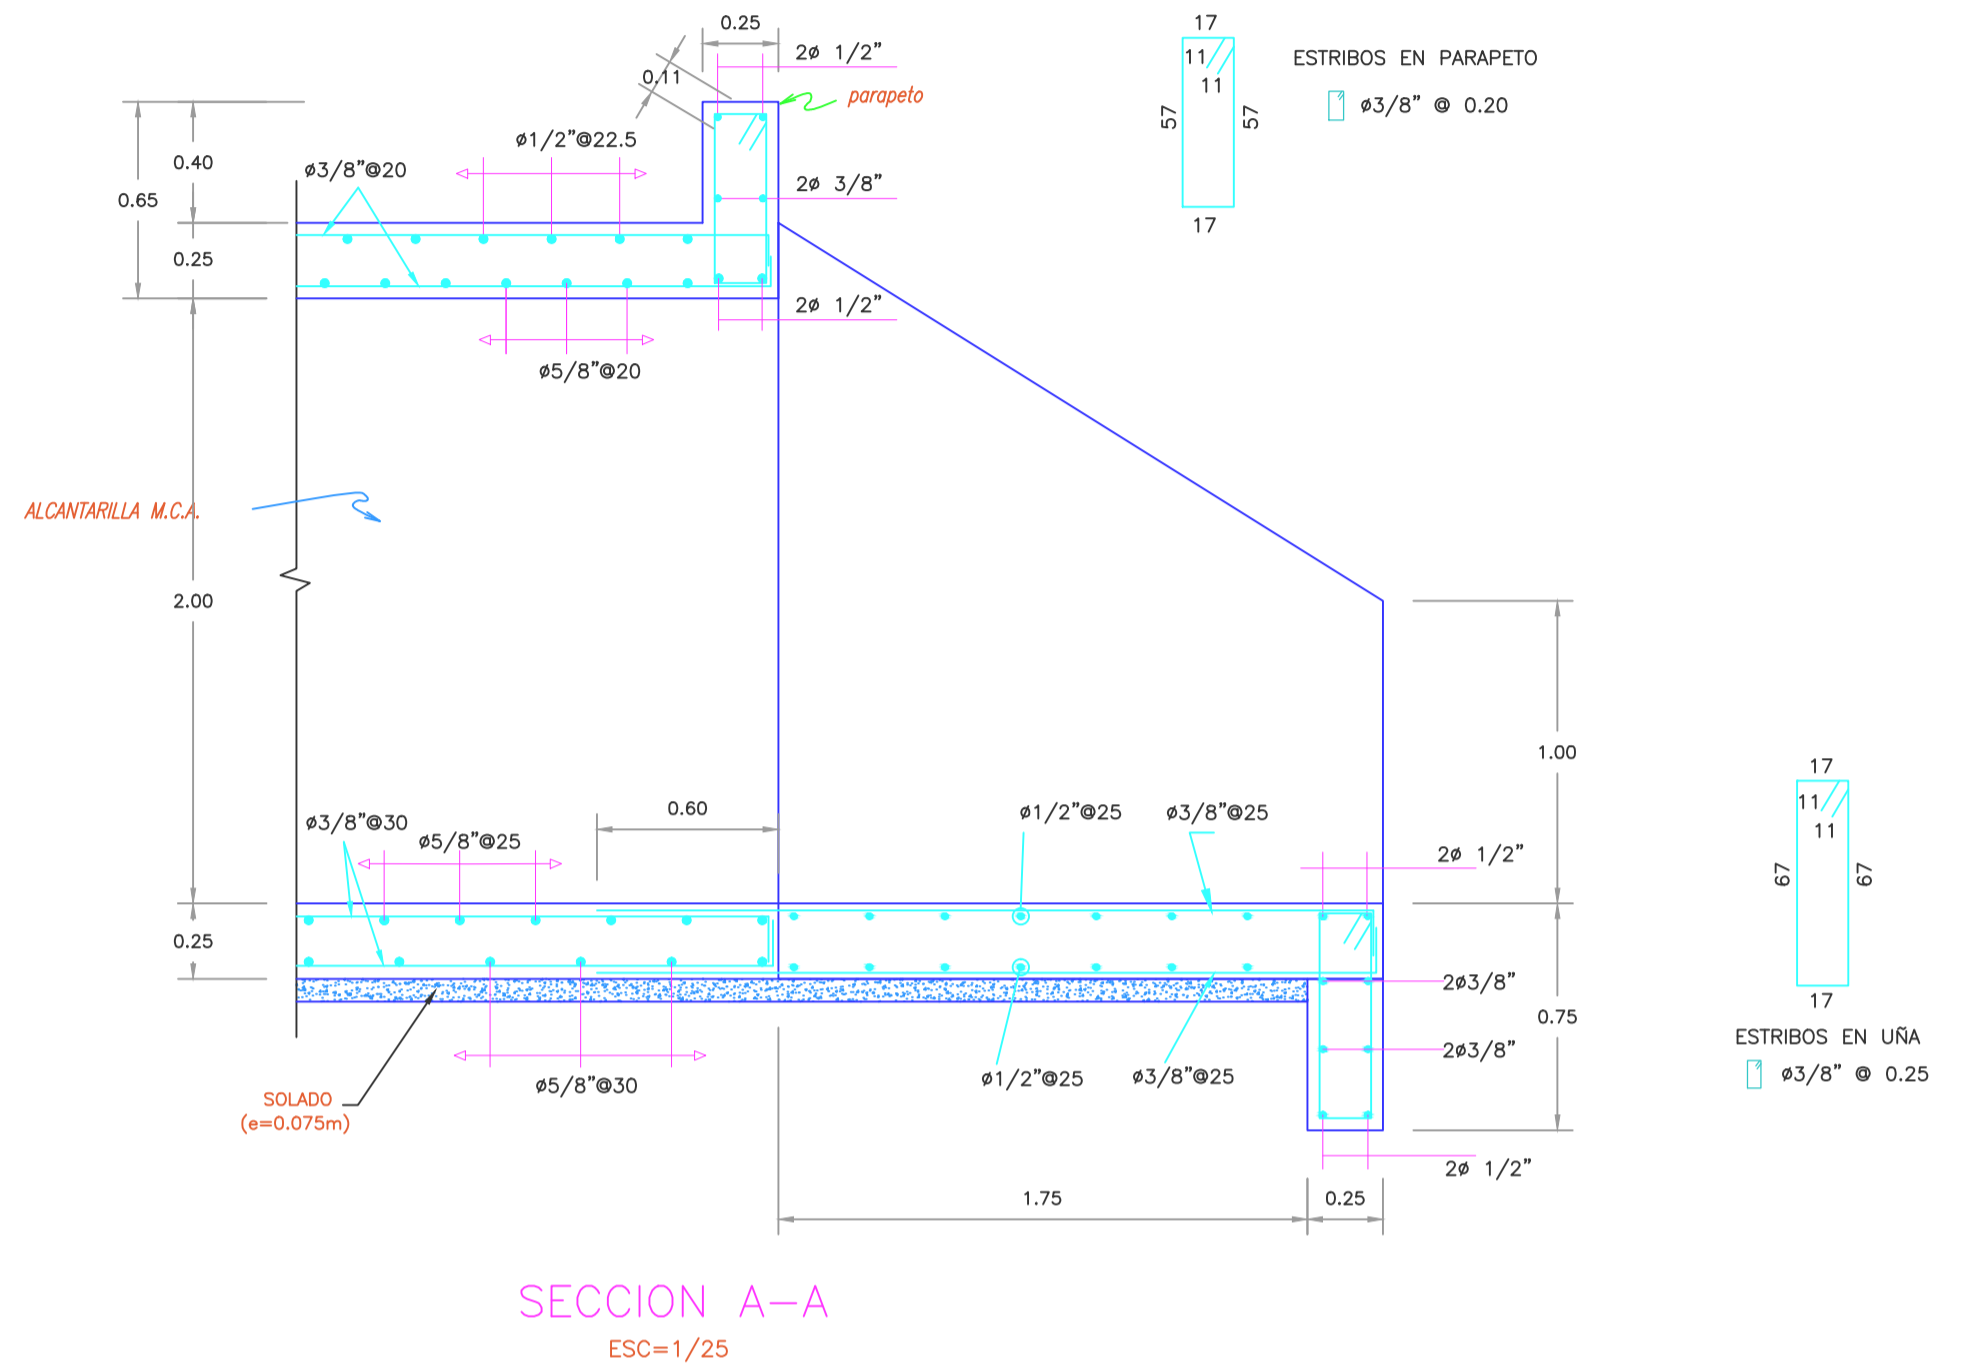 0.25
2ø 1/2”
0.11
parapeto
ø1/2”@22.5
0.40
ø3/8”@20
0.65
2ø 3/8”
0.25
2ø 1/2”
ø5/8”@20
17
11
11
57
57
17
ESTRIBOS EN PARAPETO
ø3/8” @ 0.20
ALCANTARILLA M.C.A.
2.00
1.00
0.60
ø3/8”@30
ø5/8”@25
ø1/2”@25
ø3/8”@25
2ø 1/2”
0.25
2ø3/8”
0.75
2ø3/8”
ø5/8”@30
ø1/2”@25
ø3/8”@25
SOLADO
(e=0.075m)
2ø 1/2”
1.75
0.25
17
11
11
67
67
17
ESTRIBOS EN UÑA
ø3/8” @ 0.25
SECCION A–A
ESC=1/25